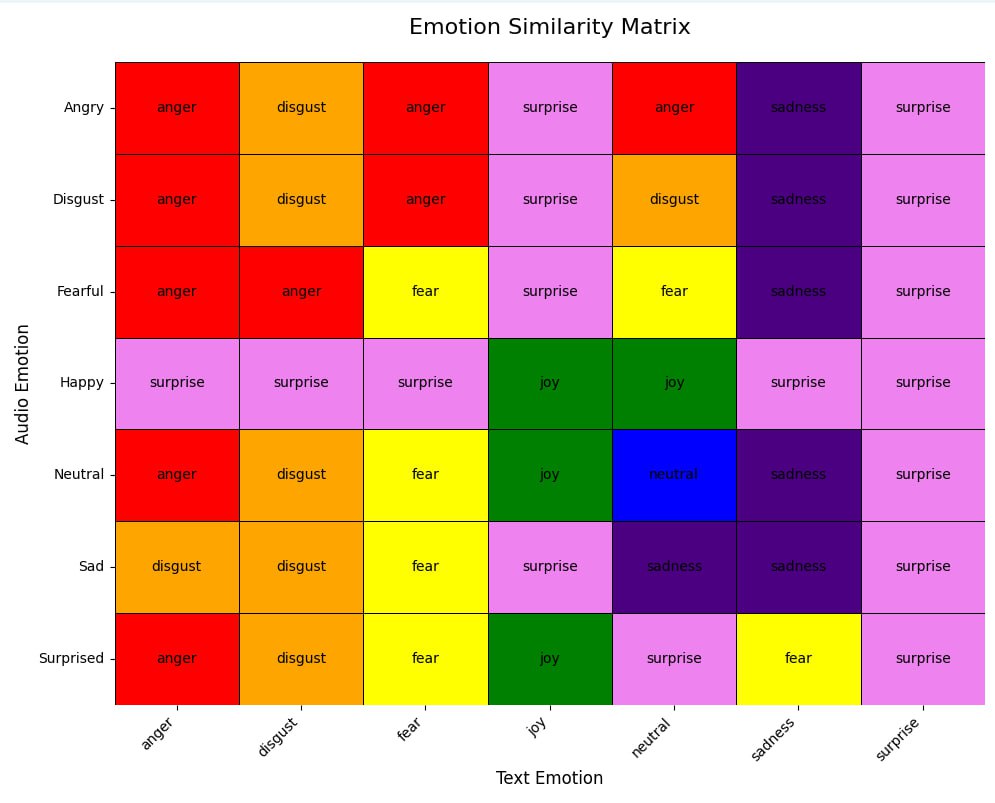 Emotion Similarity Matrix
Angry anger disgust anger surprise anger sadness surprise
Disgust anger disgust anger surprise disgust sadness surprise
Fearful anger anger fear surprise fear sadness surprise
Happy surprise surprise surprise joy joy surprise surprise
Neutral anger disgust fear joy neutral sadness surprise
Sad disgust disgust fear surprise sadness sadness surprise
Surprised anger disgust fear joy surprise fear surprise
Audio Emotion
anger disgust fear joy neutral sadness surprise
Text Emotion